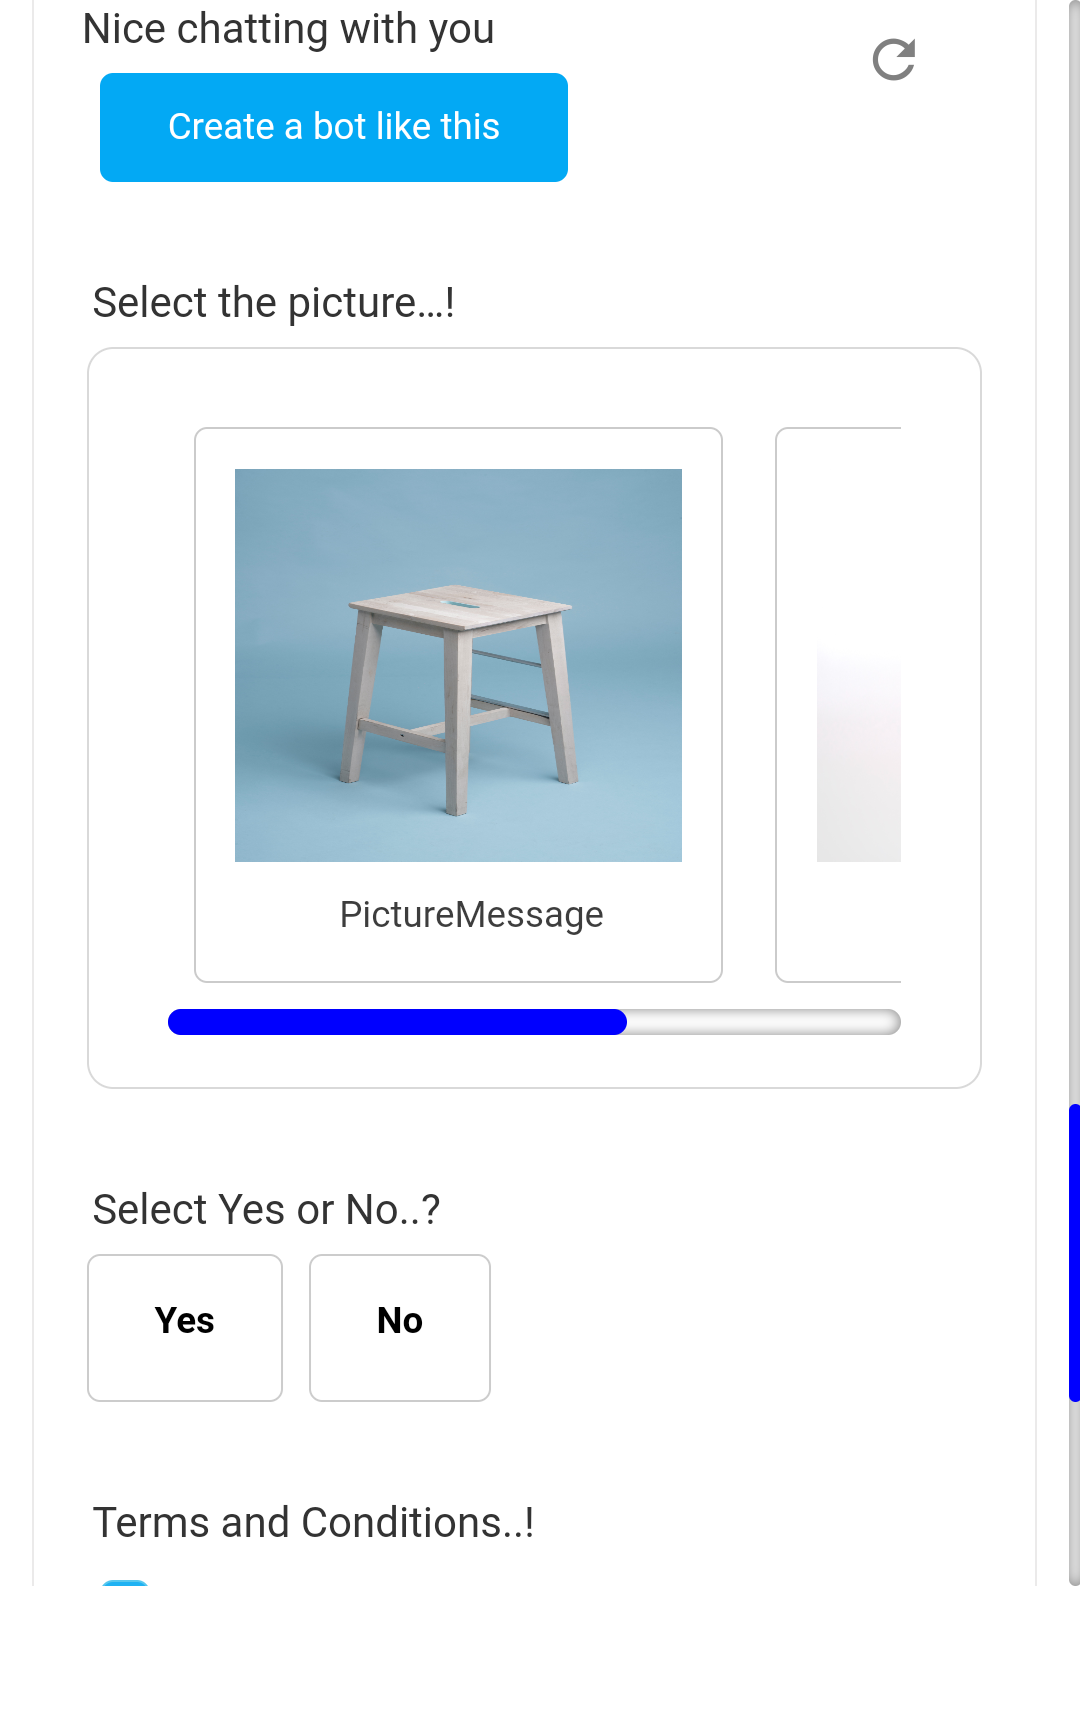 Nice chatting with you
Create a bot like this
Select the picture...!
PictureMessage
Select Yes or No..?
Yes
No
Terms and Conditions..!